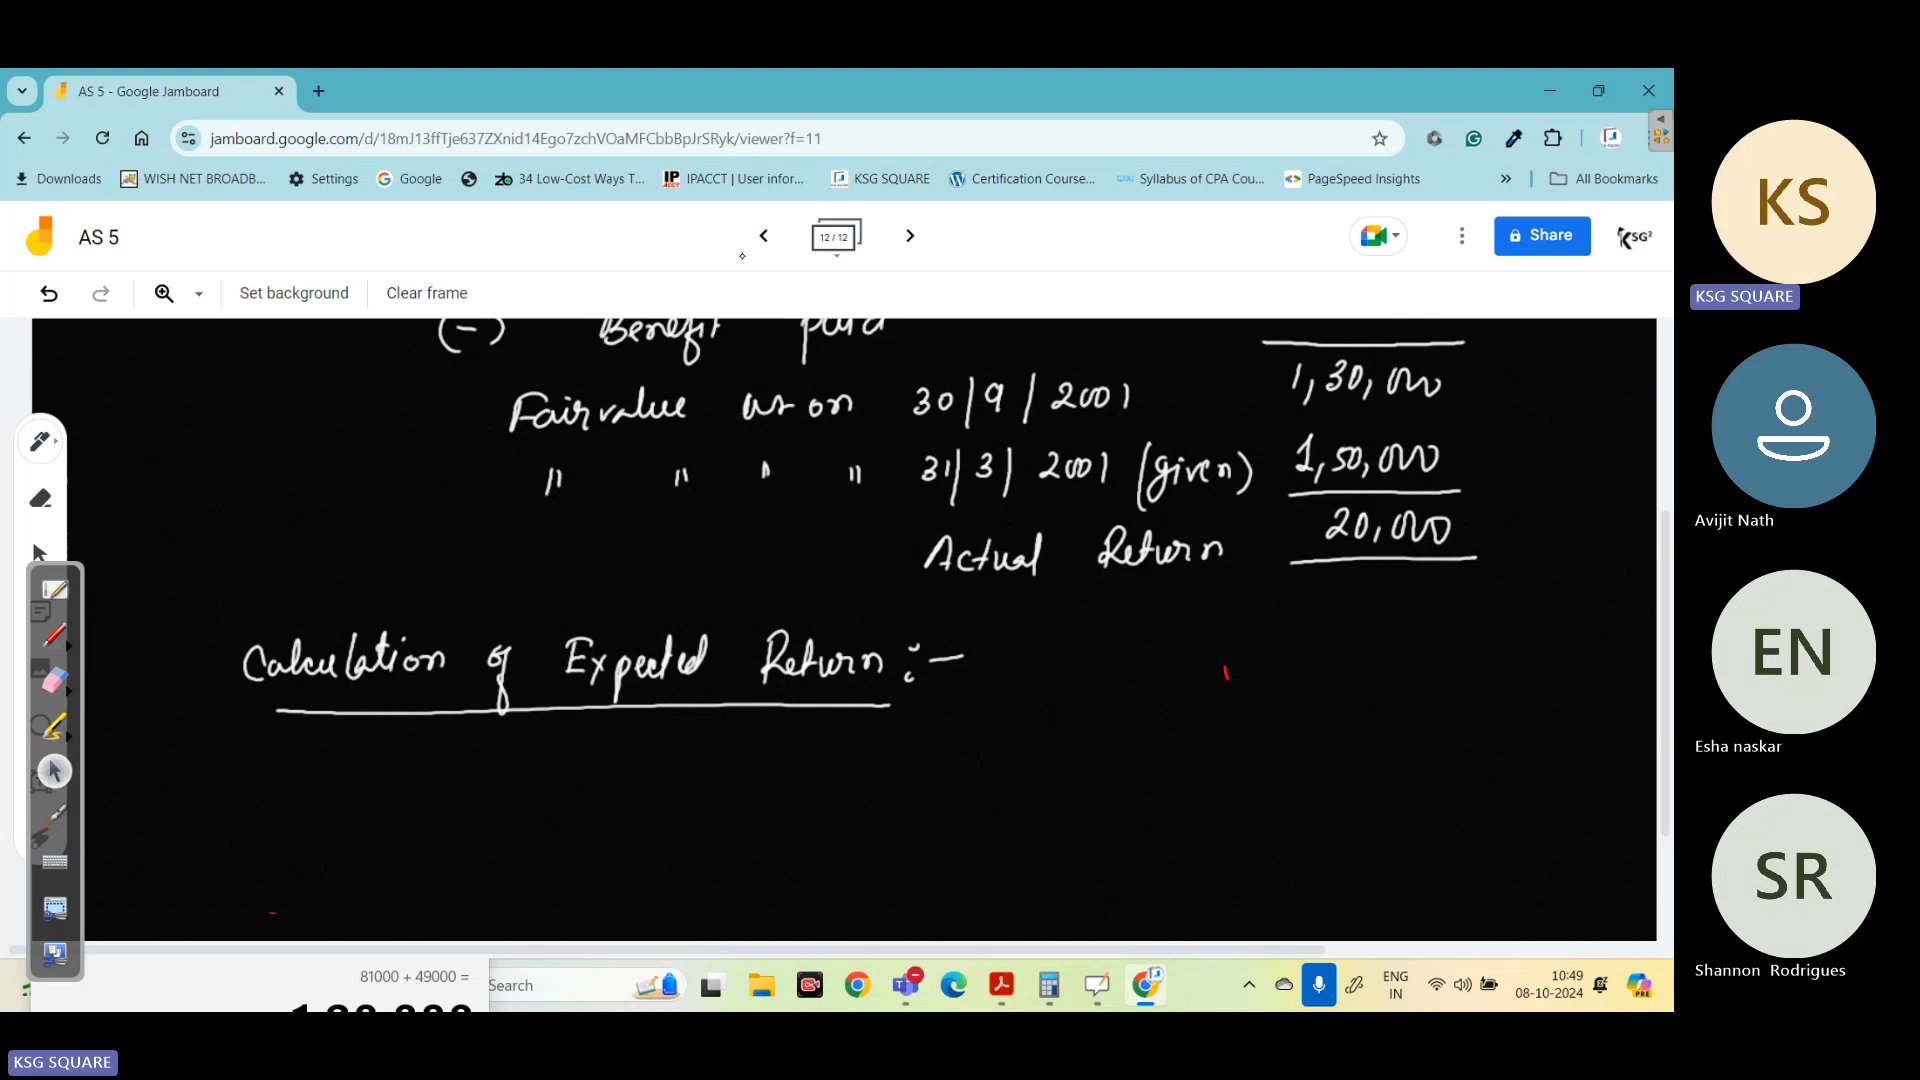 AS 5 - Google Jamboard
jamboard.google.com/d/18mJ13ffTje637ZXnid14Ego7zchVOaMFCbbBpJrSRyk/viewer?f=11
Downloads WISH NET BROADB... Settings Google 34 Low-Cost Ways T... IPACCT | User infor... KSG SQUARE Certification Course... Syllabus of CPA Cou... PageSpeed Insights » All Bookmarks
AS 5
12 / 12
Share
KSG²
Set background
Clear frame
(-) Benefit paid
Fair value as on 30/9/2001 1,30,000
" " " " 31/3/2001 (given) 1,50,000
Actual Return 20,000
Calculation of Expected Return :-
81000 + 49000 =
Search
ENG
IN
10:49
08-10-2024
PRE
KS
KSG SQUARE
Avijit Nath
EN
Esha naskar
SR
Shannon Rodrigues
KSG SQUARE